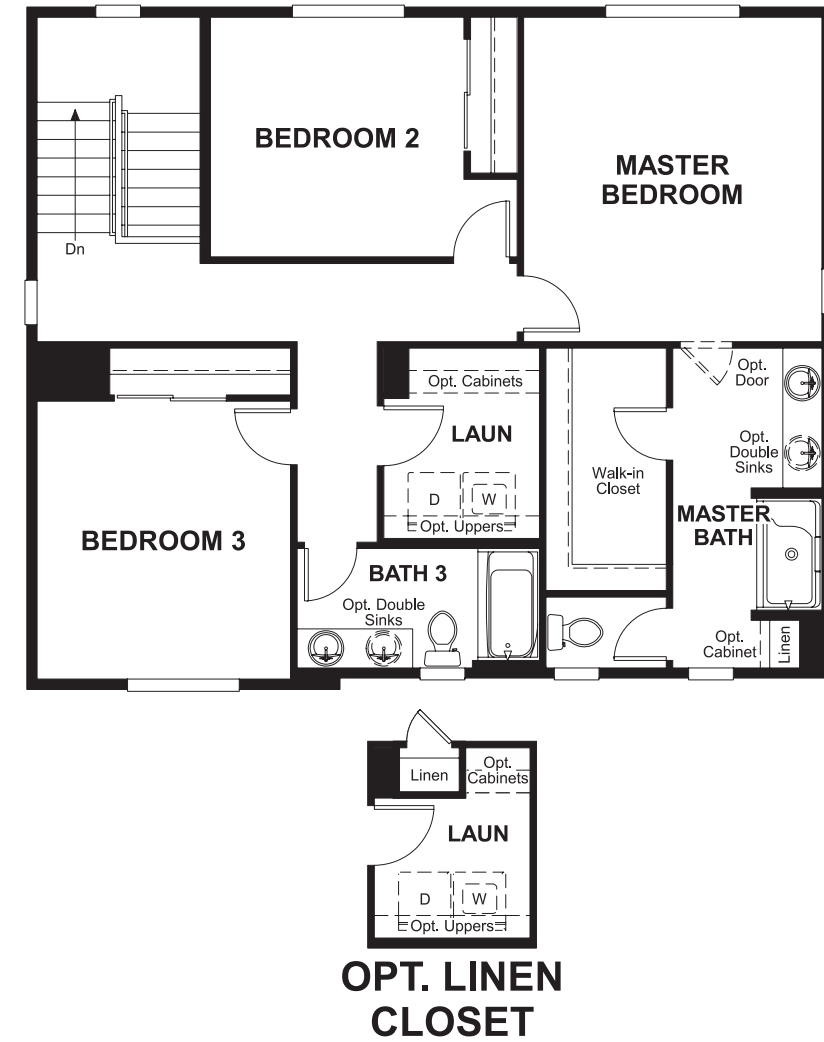 BEDROOM 2
MASTER
BEDROOM
Dn
Opt. Cabinets
LAUN
D
W
Opt. Uppers
Opt.
Door
Opt.
Double
Sinks
Walk-in
Closet
MASTER
BATH
BEDROOM 3
BATH 3
Opt. Double
Sinks
Opt.
Cabinet
Linen
Linen
Opt.
Cabinets
LAUN
D
W
Opt. Uppers
OPT. LINEN
CLOSET